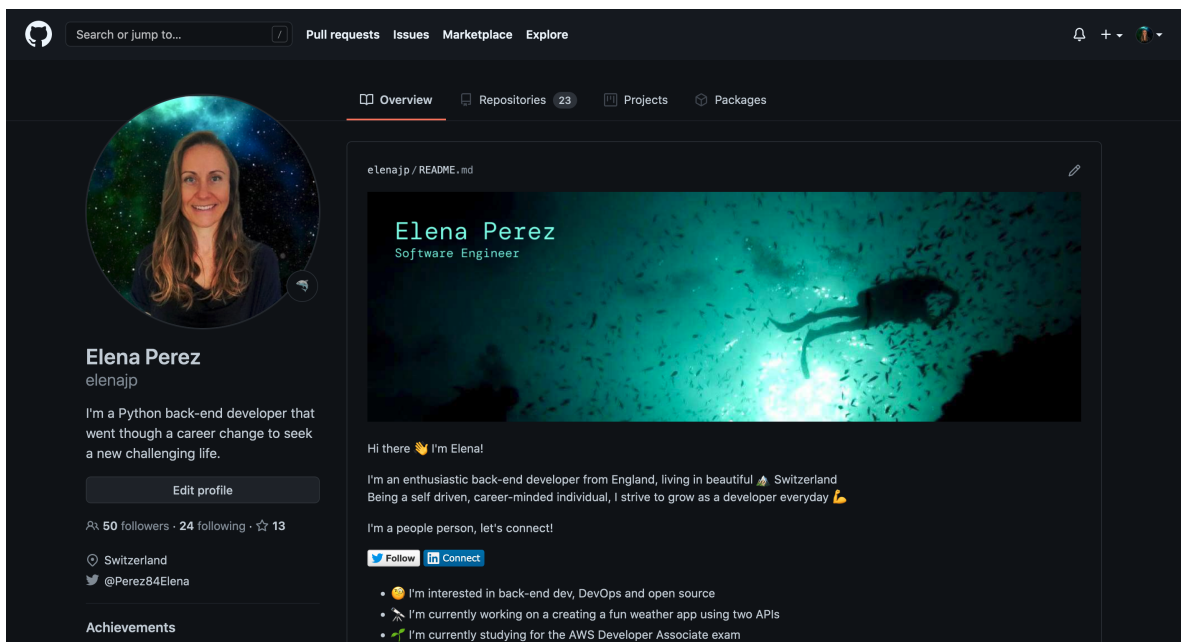 Search or jump to... /
Pull requests Issues Marketplace Explore
Overview Repositories 23 Projects Packages
Elena Perez
elenajp
I'm a Python back-end developer that
went though a career change to seek
a new challenging life.
Edit profile
50 followers · 24 following · 13
Switzerland
@Perez84Elena
Achievements
elenajp/README.md
Elena Perez
Software Engineer
Hi there 👋 I'm Elena!
I'm an enthusiastic back-end developer from England, living in beautiful 🏔️ Switzerland
Being a self driven, career-minded individual, I strive to grow as a developer everyday 💪
I'm a people person, let's connect!
Follow in Connect
• 🧐 I'm interested in back-end dev, DevOps and open source
• 🔭 I'm currently working on a creating a fun weather app using two APIs
• 🌱 I'm currently studying for the AWS Developer Associate exam